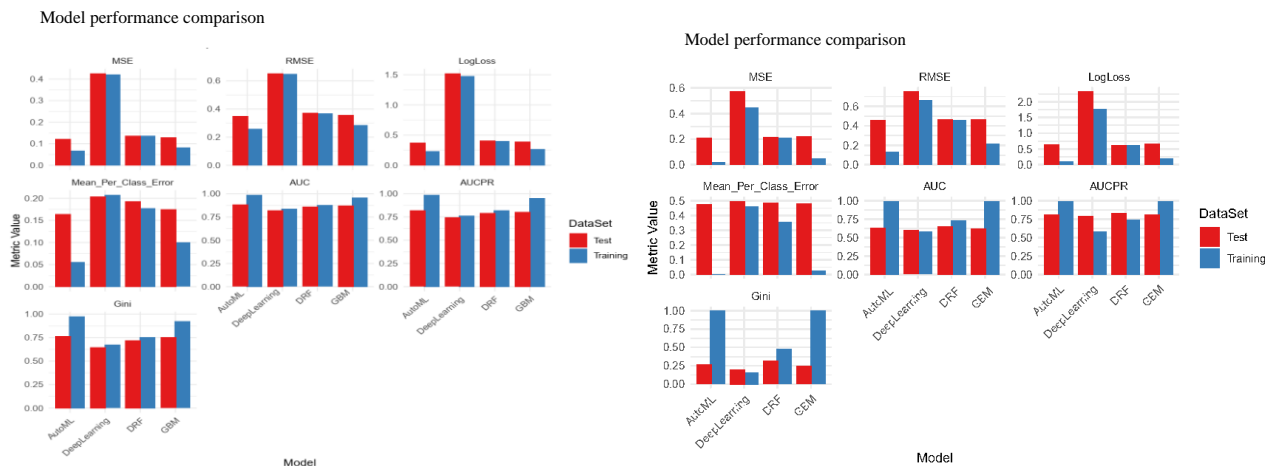 Model performance comparison
MSE
RMSE
LogLoss
0.4
0.3
0.2
0.1
0.0
0.6
0.4
0.2
0.0
1.5
1.0
0.5
0.0
Mean_Per_Class_Error
AUC
AUCPR
0.20
0.15
0.10
0.05
0.00
1.00
0.75
0.50
0.25
0.00
1.00
0.75
0.50
0.25
0.00
Metric Value
DataSet
Test
Training
AutoML
DeepLearning
DRF
GBM
AutoML
DeepLearning
DRF
GBM
Gini
1.00
0.75
0.50
0.25
0.00
AutoML
DeepLearning
DRF
GBM
Model
Model performance comparison
MSE
RMSE
LogLoss
0.6
0.4
0.2
0.0
0.6
0.4
0.2
0.0
2.0
1.5
1.0
0.5
0.0
Mean_Per_Class_Error
AUC
AUCPR
0.5
0.4
0.3
0.2
0.1
0.0
1.00
0.75
0.50
0.25
0.00
1.00
0.75
0.50
0.25
0.00
Metric Value
DataSet
Test
Training
AutoML
DeepLearning
DRF
GBM
AutoML
DeepLearning
DRF
GBM
Gini
1.00
0.75
0.50
0.25
0.00
AutoML
DeepLearning
DRF
GBM
Model